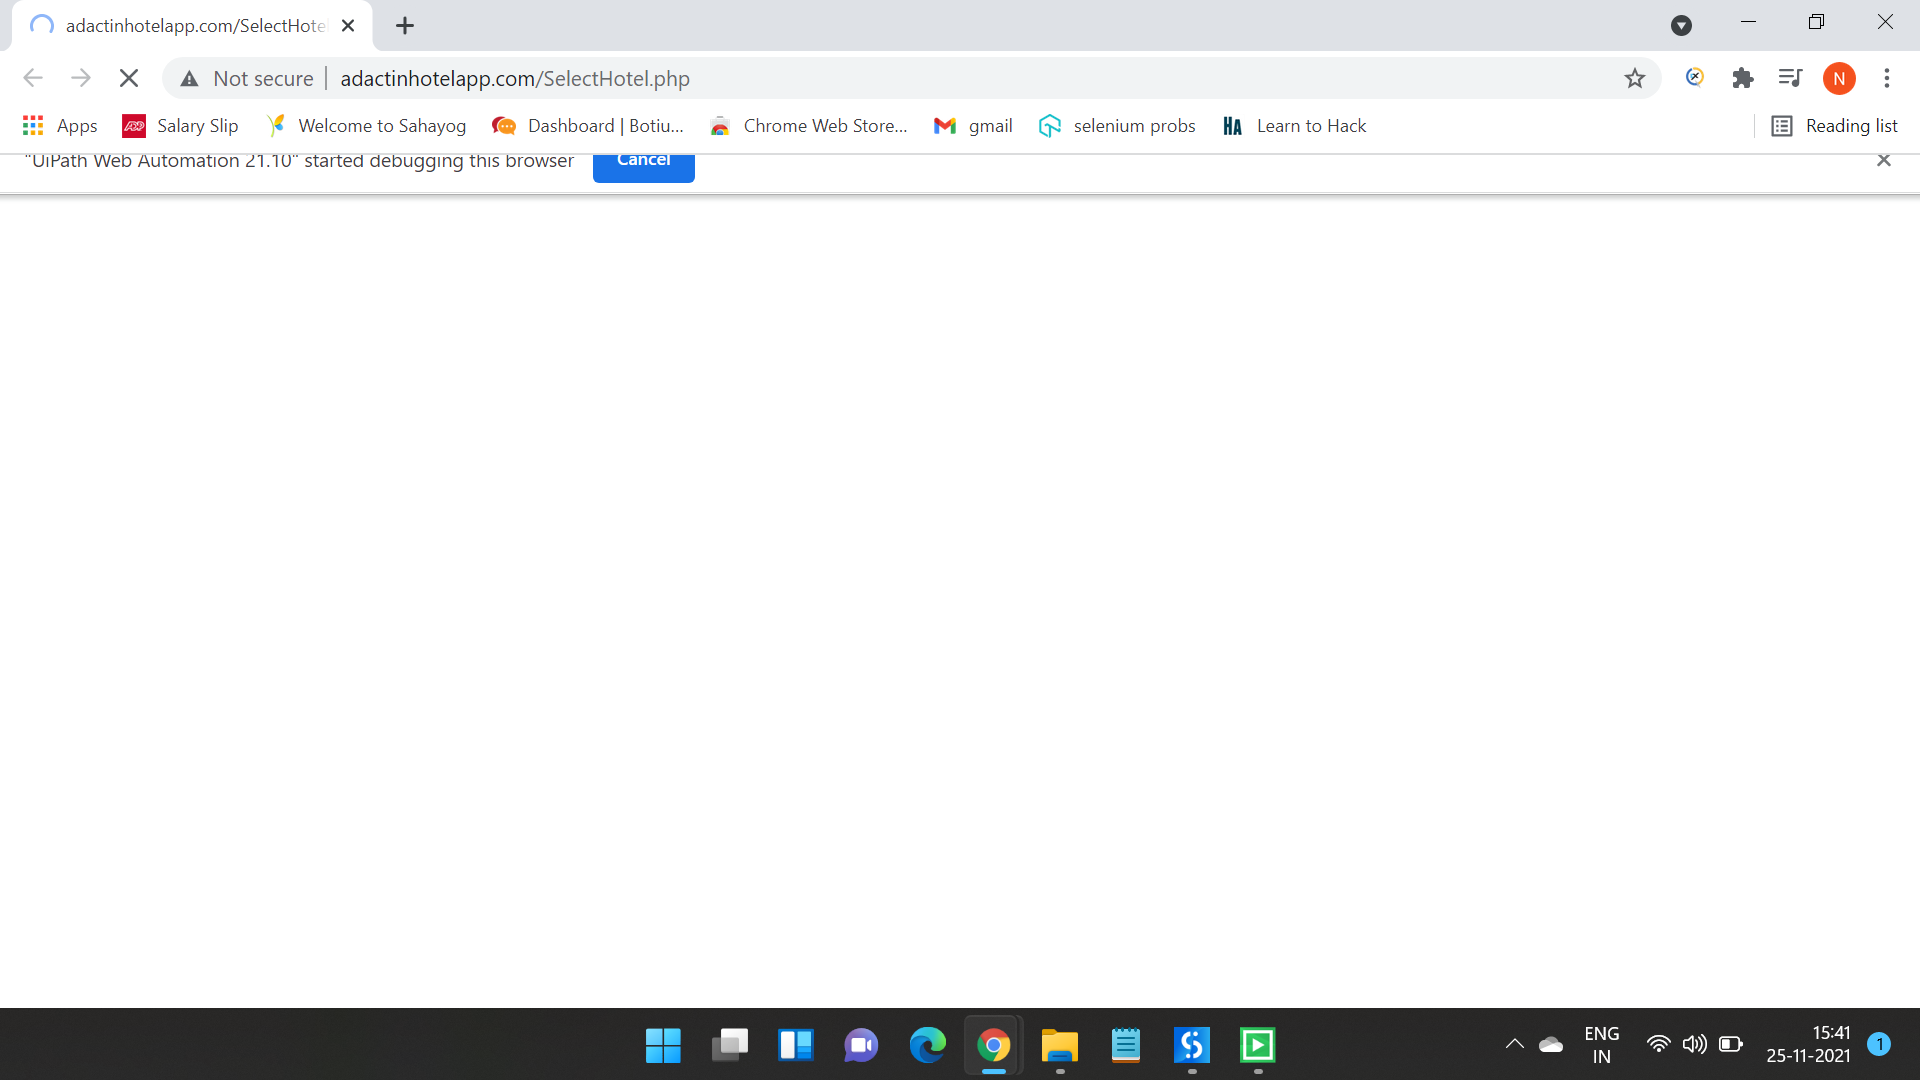 adactinhotelapp.com/SelectHote
Not secure | adactinhotelapp.com/SelectHotel.php
N
Apps
ADP Salary Slip
Welcome to Sahayog
Dashboard | Botiu...
Chrome Web Store...
gmail
selenium probs
HA Learn to Hack
Reading list
"UiPath Web Automation 21.10" started debugging this browser
Cancel
ENG
IN
15:41
25-11-2021
1